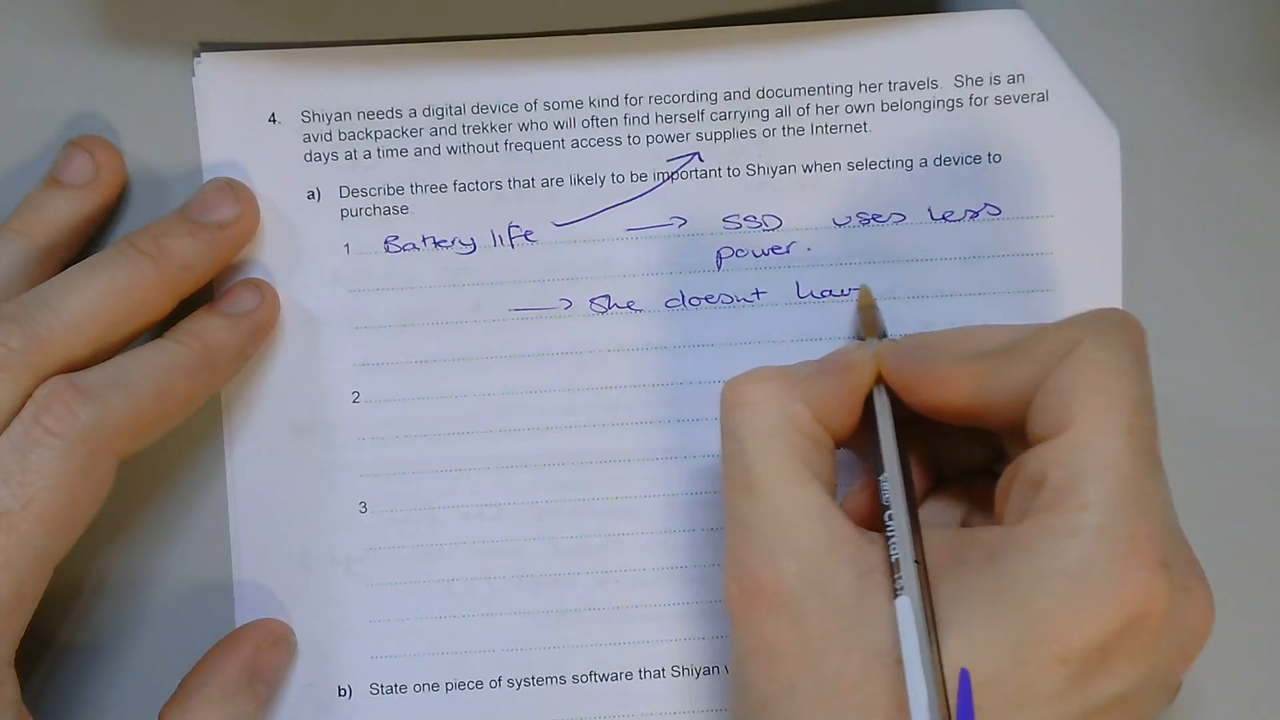 4. Shiyan needs a digital device of some kind for recording and documenting her travels. She is an
avid backpacker and trekker who will often find herself carrying all of her own belongings for several
days at a time and without frequent access to power supplies or the Internet.
a) Describe three factors that are likely to be important to Shiyan when selecting a device to
purchase.
1 Battery life → SSD uses less
power.
→ She doesnt hav
2
3
b) State one piece of systems software that Shiyan